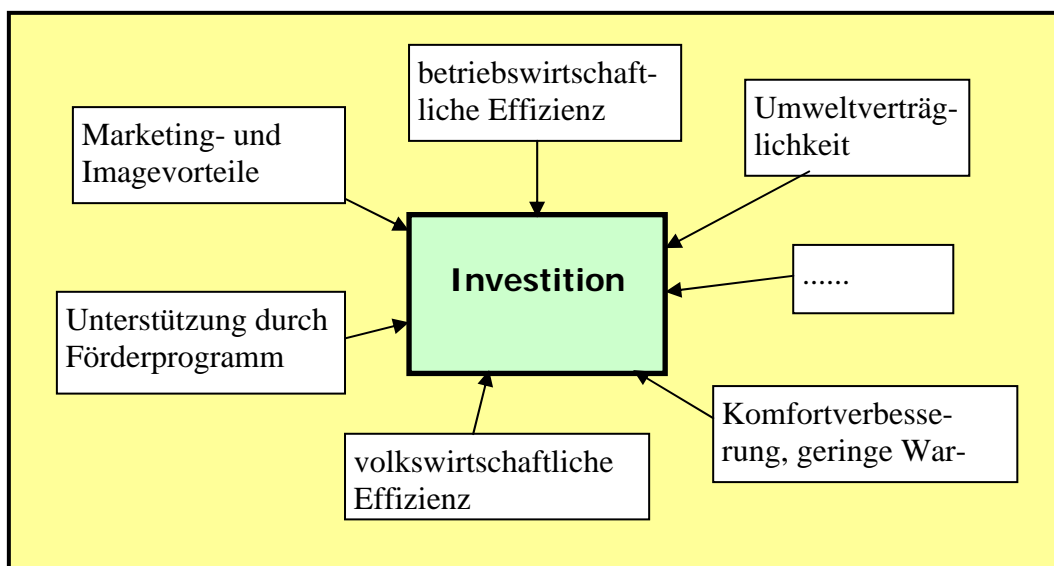 betriebswirtschaft-
liche Effizienz
Umweltverträg-
lichkeit
Marketing- und
Imagevorteile
Investition
......
Unterstützung durch
Förderprogramm
Komfortverbesse-
rung, geringe War-
volkswirtschaftliche
Effizienz